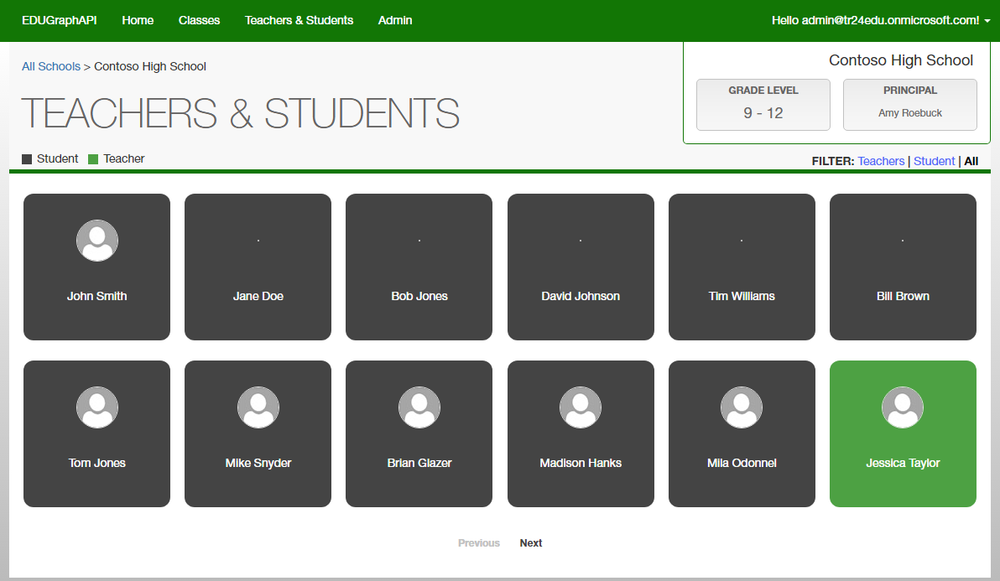 EDUGraphAPI Home Classes Teachers & Students Admin Hello admin@tr24edu.onmicrosoft.com!
All Schools > Contoso High School
Contoso High School
GRADE LEVEL PRINCIPAL
9 - 12 Amy Roebuck
TEACHERS & STUDENTS
Student Teacher
FILTER: Teachers | Student | All
John Smith Jane Doe Bob Jones David Johnson Tim Williams Bill Brown
Tom Jones Mike Snyder Brian Glazer Madison Hanks Mila Odonnel Jessica Taylor
Previous Next